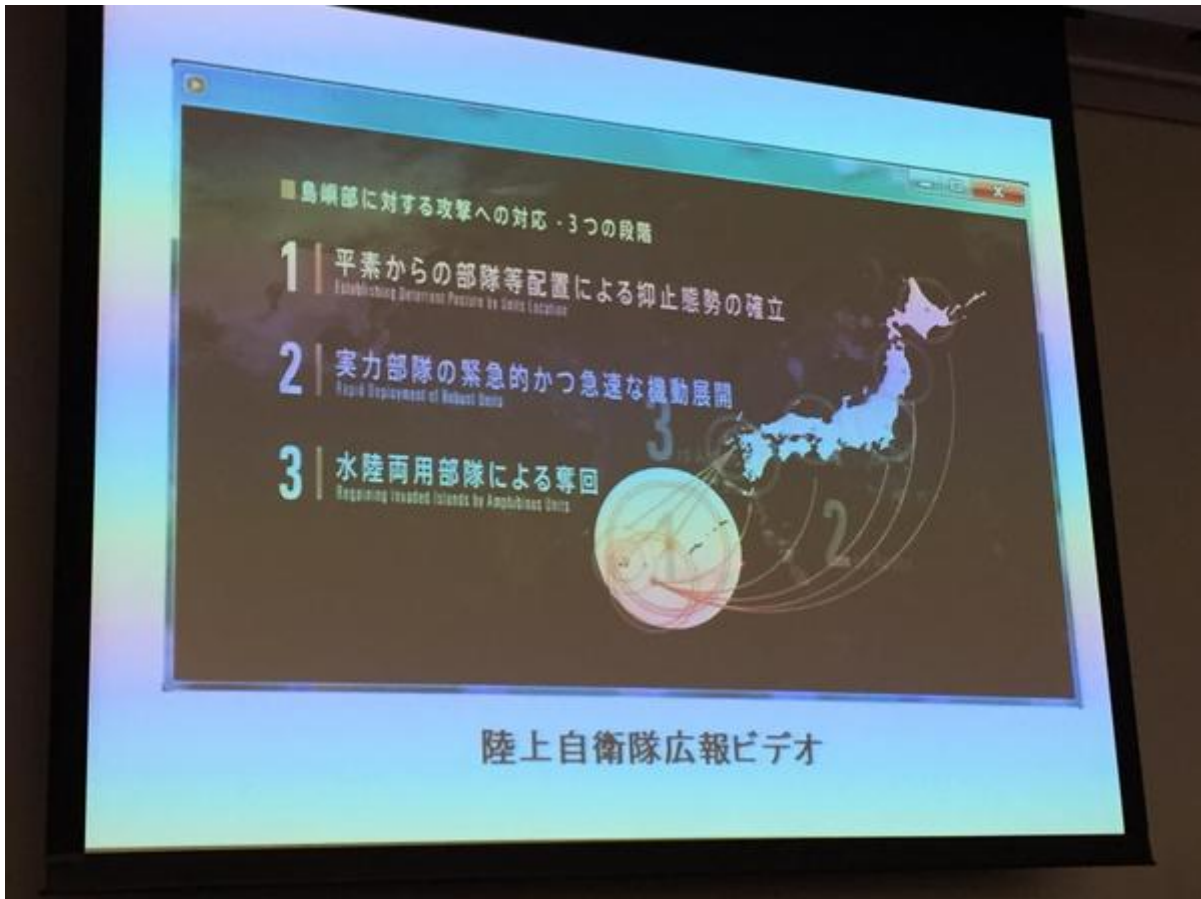 ■島嶼部に対する攻撃への対応 - 3つの段階
1 平素からの部隊等配置による抑止態勢の確立
Establishing Deterrent Posture by Units Location
2 実力部隊の緊急的かつ急速な機動展開
Rapid Deployment of Robust Units
3 水陸両用部隊による奪回
Regaining Invaded Islands by Amphibious Units
3
2
1
陸上自衛隊広報ビデオ